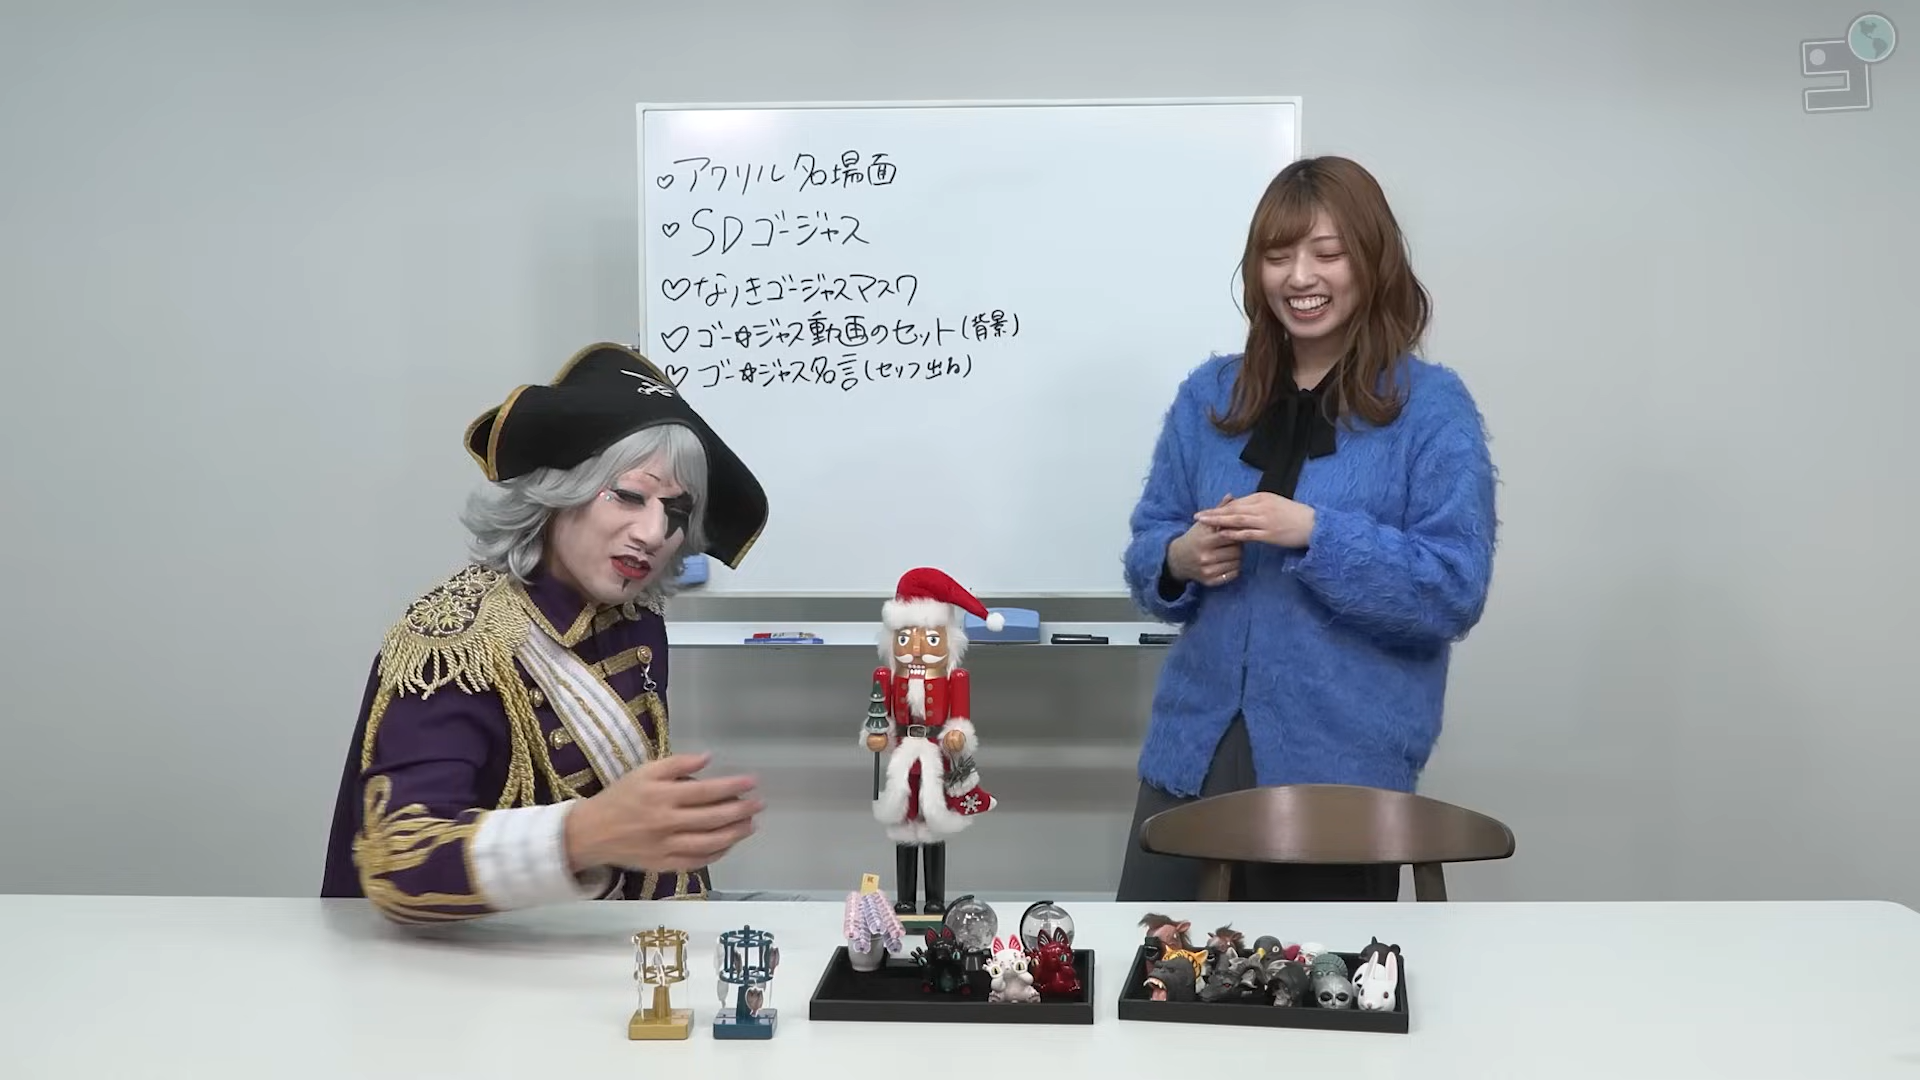 ♡アクリル名場面
♡SDゴージャス
♡なりきゴージャスマスク
♡ゴー☆ジャス動画のセット(背景)
♡ゴー☆ジャス名言(セリフ出る)